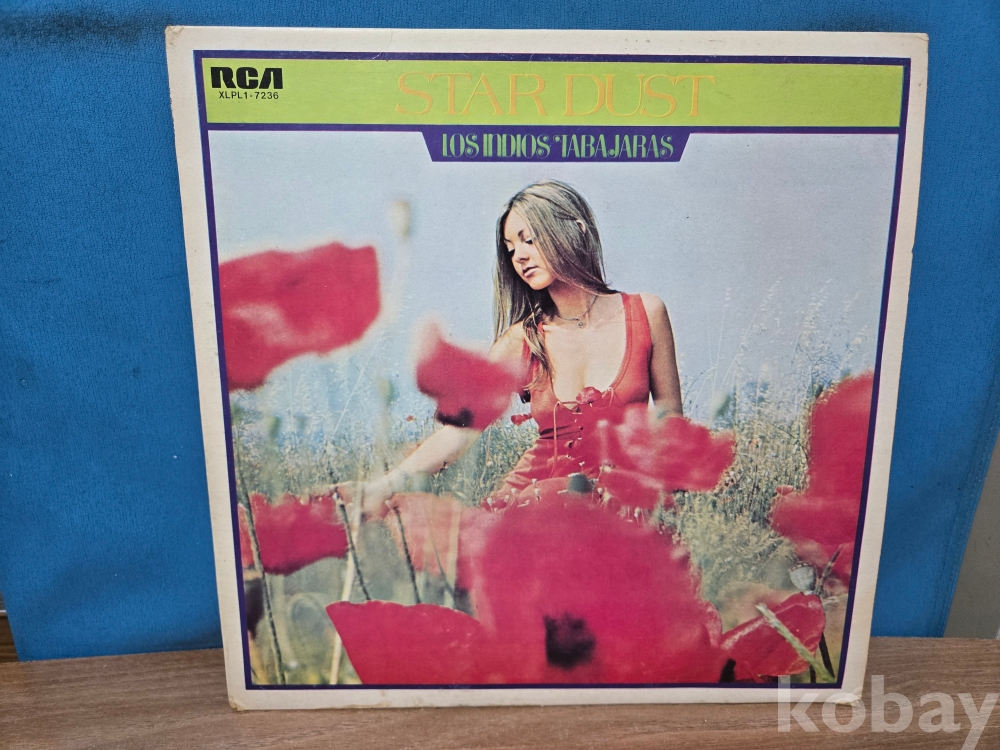 RCA
XLPL1-7236
STAR DUST
LOS INDIOS TABAJARAS
kobay